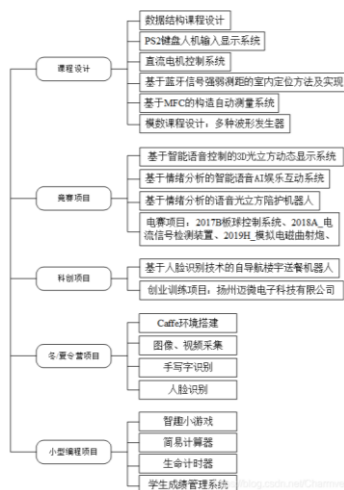 课程设计
数据结构课程设计
PS2键盘人机输入显示系统
直流电机控制系统
基于蓝牙信号强弱测距的室内定位方法及实现
基于MFC的构造自动测量系统
模数课程设计：多种波形发生器
竞赛项目
基于智能语音控制的3D光立方动态显示系统
基于情绪分析的智能语音AI娱乐互动系统
基于情绪分析的语音光立方陪护机器人
电赛项目：2017B板球控制系统、2018A_电
流信号检测装置、2019H_模拟电磁曲射炮、
科创项目
基于人脸识别技术的自导航楼宇送餐机器人
创业训练项目：扬州迈微电子科技有限公司
冬/夏令营项目
Caffe环境搭建
图像、视频采集
手写字识别
人脸识别
小型编程项目
智趣小游戏
简易计算器
生命计时器
学生成绩管理系统